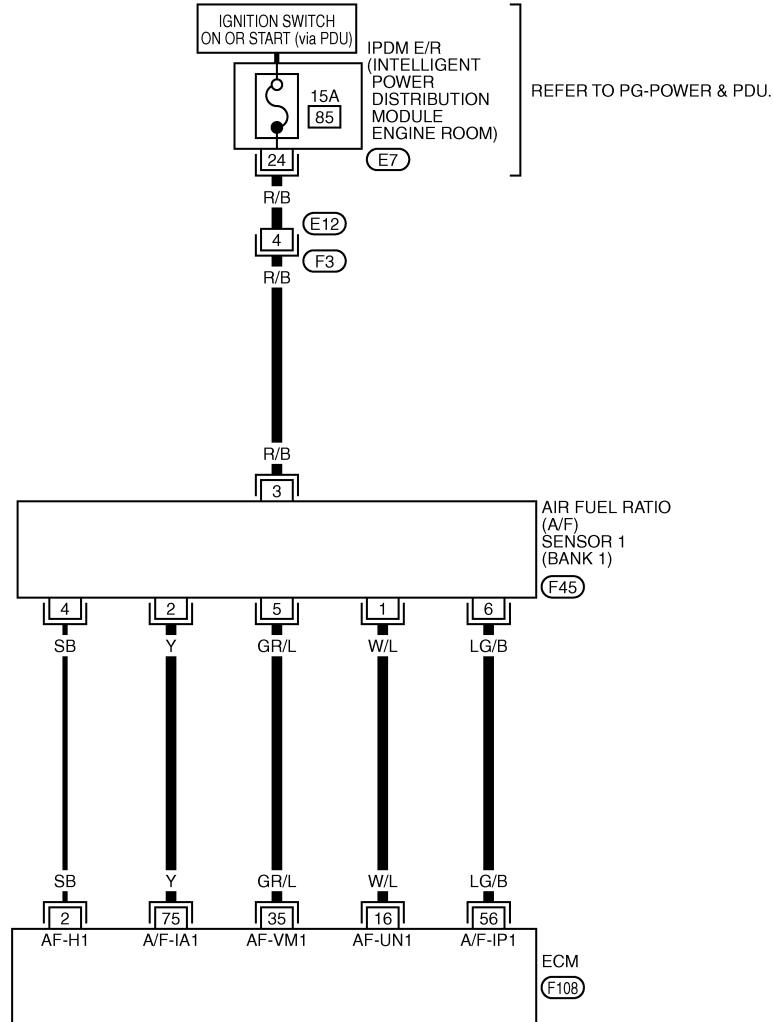 IGNITION SWITCH
ON OR START (via PDU)
IPDM E/R
(INTELLIGENT
POWER
DISTRIBUTION
MODULE
ENGINE ROOM)
REFER TO PG-POWER & PDU.
15A
85
24
E7
R/B
E12
4
F3
R/B
R/B
3
AIR FUEL RATIO
(A/F)
SENSOR 1
(BANK 1)
F45
4 2 5 1 6
SB Y GR/L W/L LG/B
SB Y GR/L W/L LG/B
2 75 35 16 56
AF-H1 A/F-IA1 AF-VM1 AF-UN1 A/F-IP1
ECM
F108